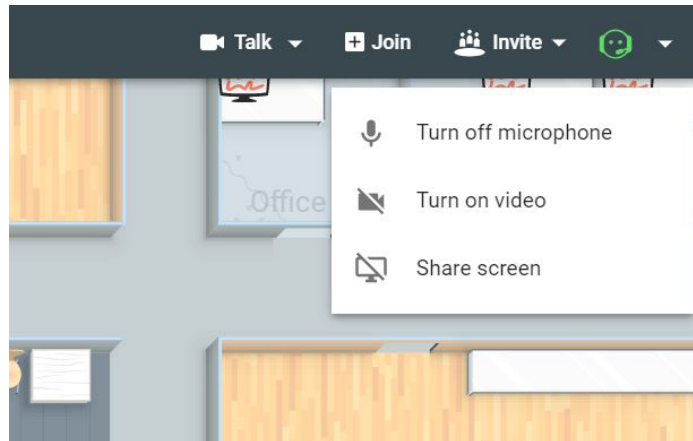 Talk
Join
Invite
Turn off microphone
Office
Turn on video
Share screen